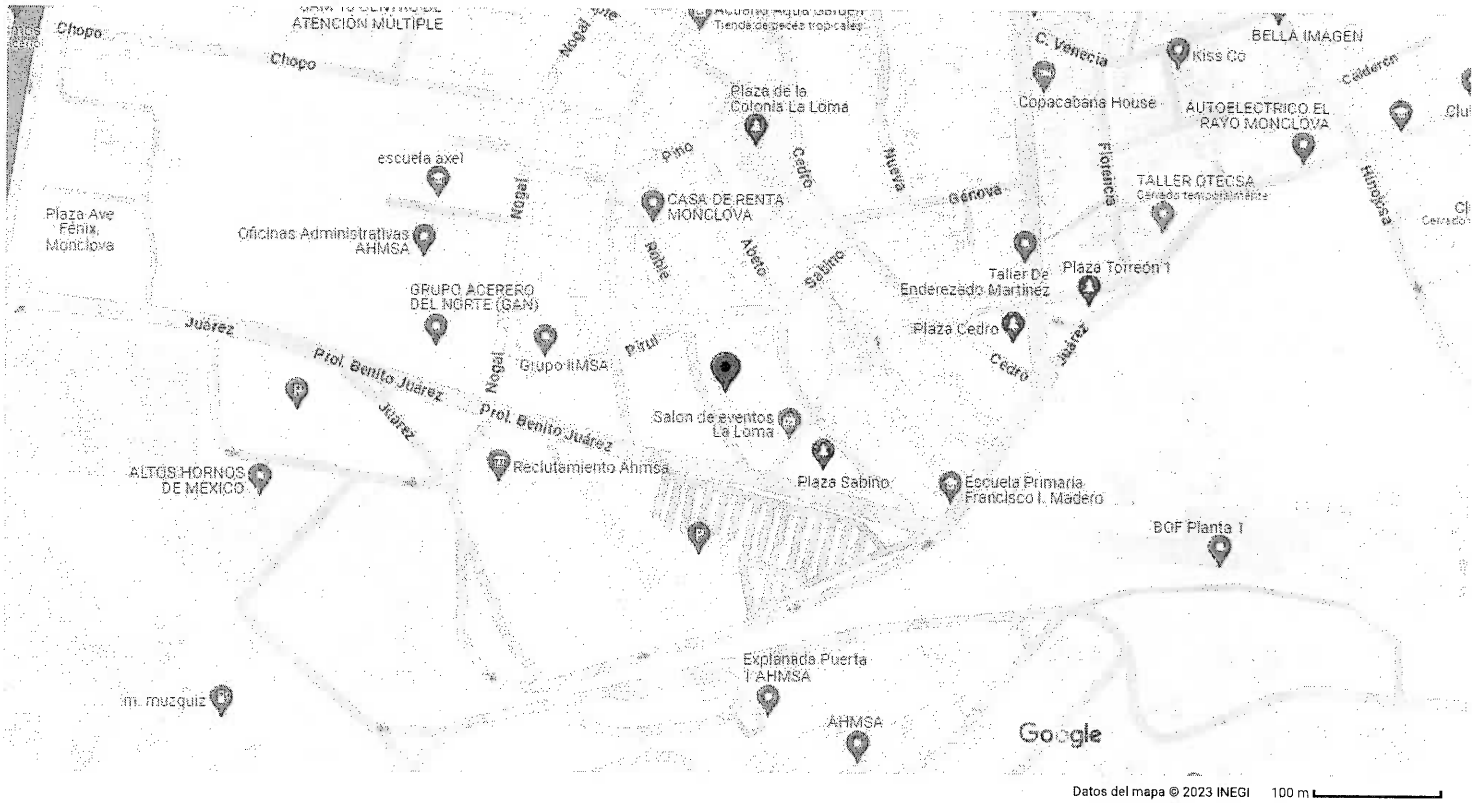 ATENCIÓN MÚLTIPLE
Tienda de peces tropicales
Chopo
Chopo
Nogal
C. Venecia
BELLA IMAGEN
Kiss Co
Calderón
Plaza de la
Colonia La Loma
Copacabana House
AUTOELECTRICO EL
RAYO MONCLOVA
Pino
Cedro
Nueva
Florencia
Hinojosa
escuela axel
Nogal
CASA DE RENTA
MONCLOVA
Génova
TALLER OTECSA
Cerrado temporalmente
Plaza Ave
Fénix,
Monclova
Oficinas Administrativas
AHMSA
Roble
Abeto
Sabino
Taller De
Enderezado Martinez
Plaza Torreón 1
GRUPO ACERERO
DEL NORTE (GAN)
Juárez
Plaza Cedro
Juárez
Prol. Benito Juárez
Nogal
Grupo IIMSA
Pirul
Cedro
Juárez
Prol. Benito Juárez
Salon de eventos
La Loma
ALTOS HORNOS
DE MEXICO
Reclutamiento Ahmsa
Plaza Sabino
Escuela Primaria
Francisco I. Madero
BOF Planta 1
Explanada Puerta
1 AHMSA
m. muzquiz
AHMSA
Google
Datos del mapa © 2023 INEGI 100 m